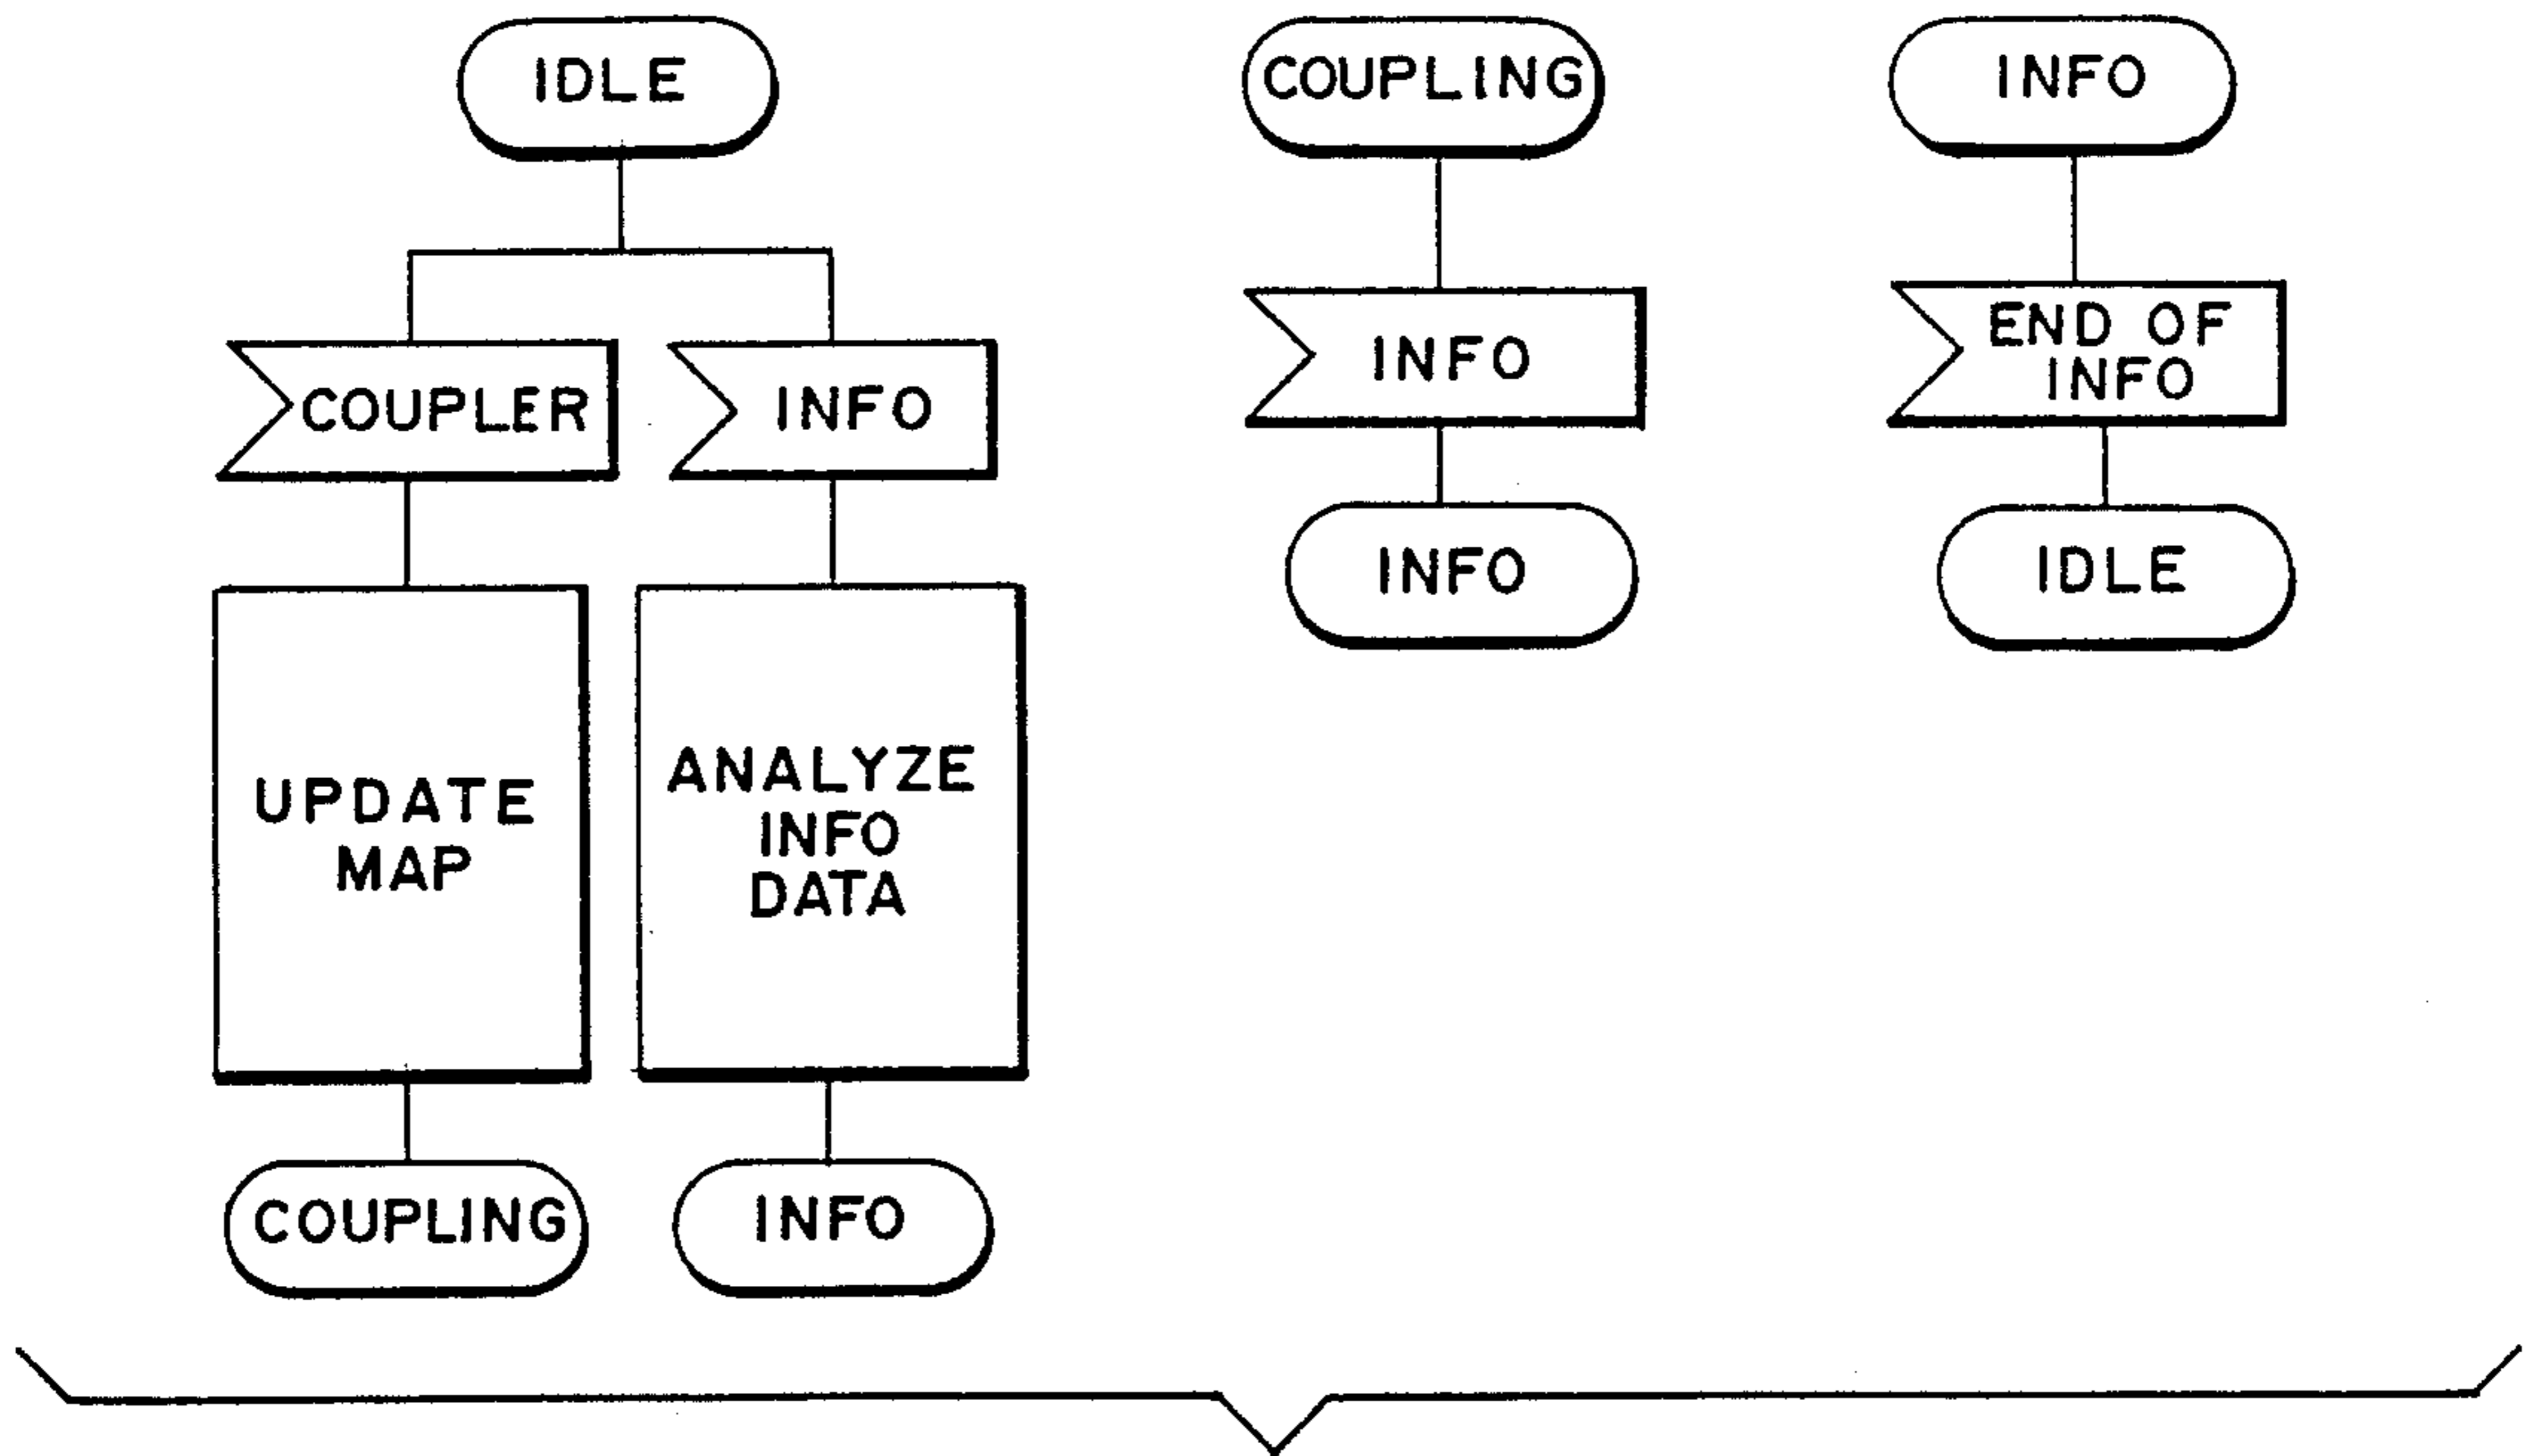 IDLE
COUPLER
INFO
UPDATE
MAP
ANALYZE
INFO
DATA
COUPLING
INFO
COUPLING
INFO
INFO
INFO
END OF
INFO
IDLE